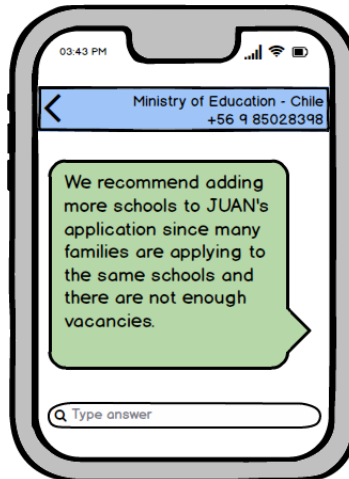 03:43 PM
Ministry of Education - Chile
+56 9 85028398
We recommend adding
more schools to JUAN's
application since many
families are applying to
the same schools and
there are not enough
vacancies.
Type answer